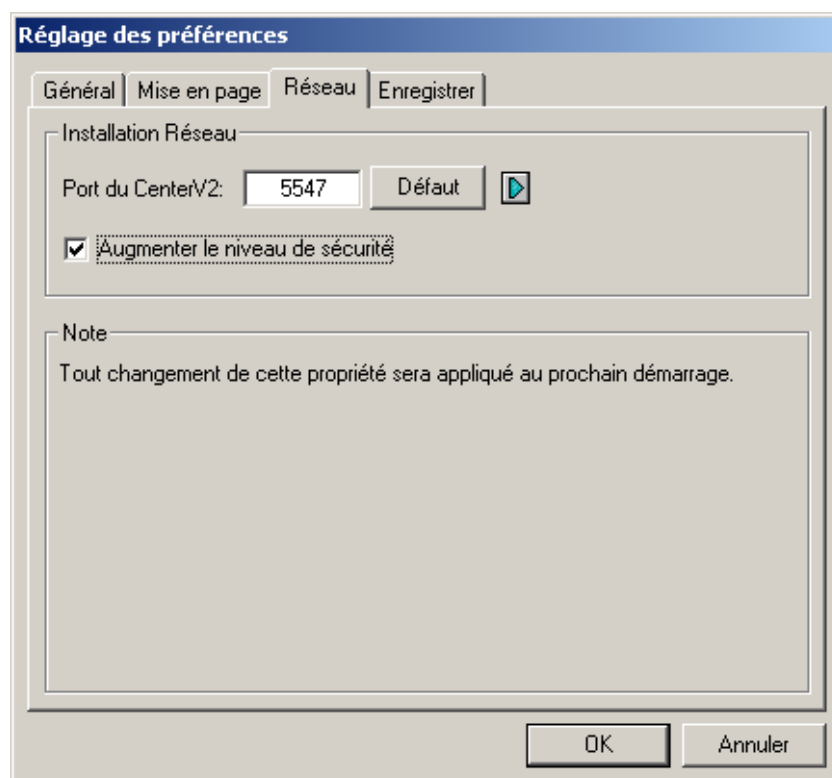 Réglage des préférences
Général Mise en page Réseau Enregistrer
Installation Réseau
Port du CenterV2: 5547 Défaut
Augmenter le niveau de sécurité
Note
Tout changement de cette propriété sera appliqué au prochain démarrage.
OK Annuler